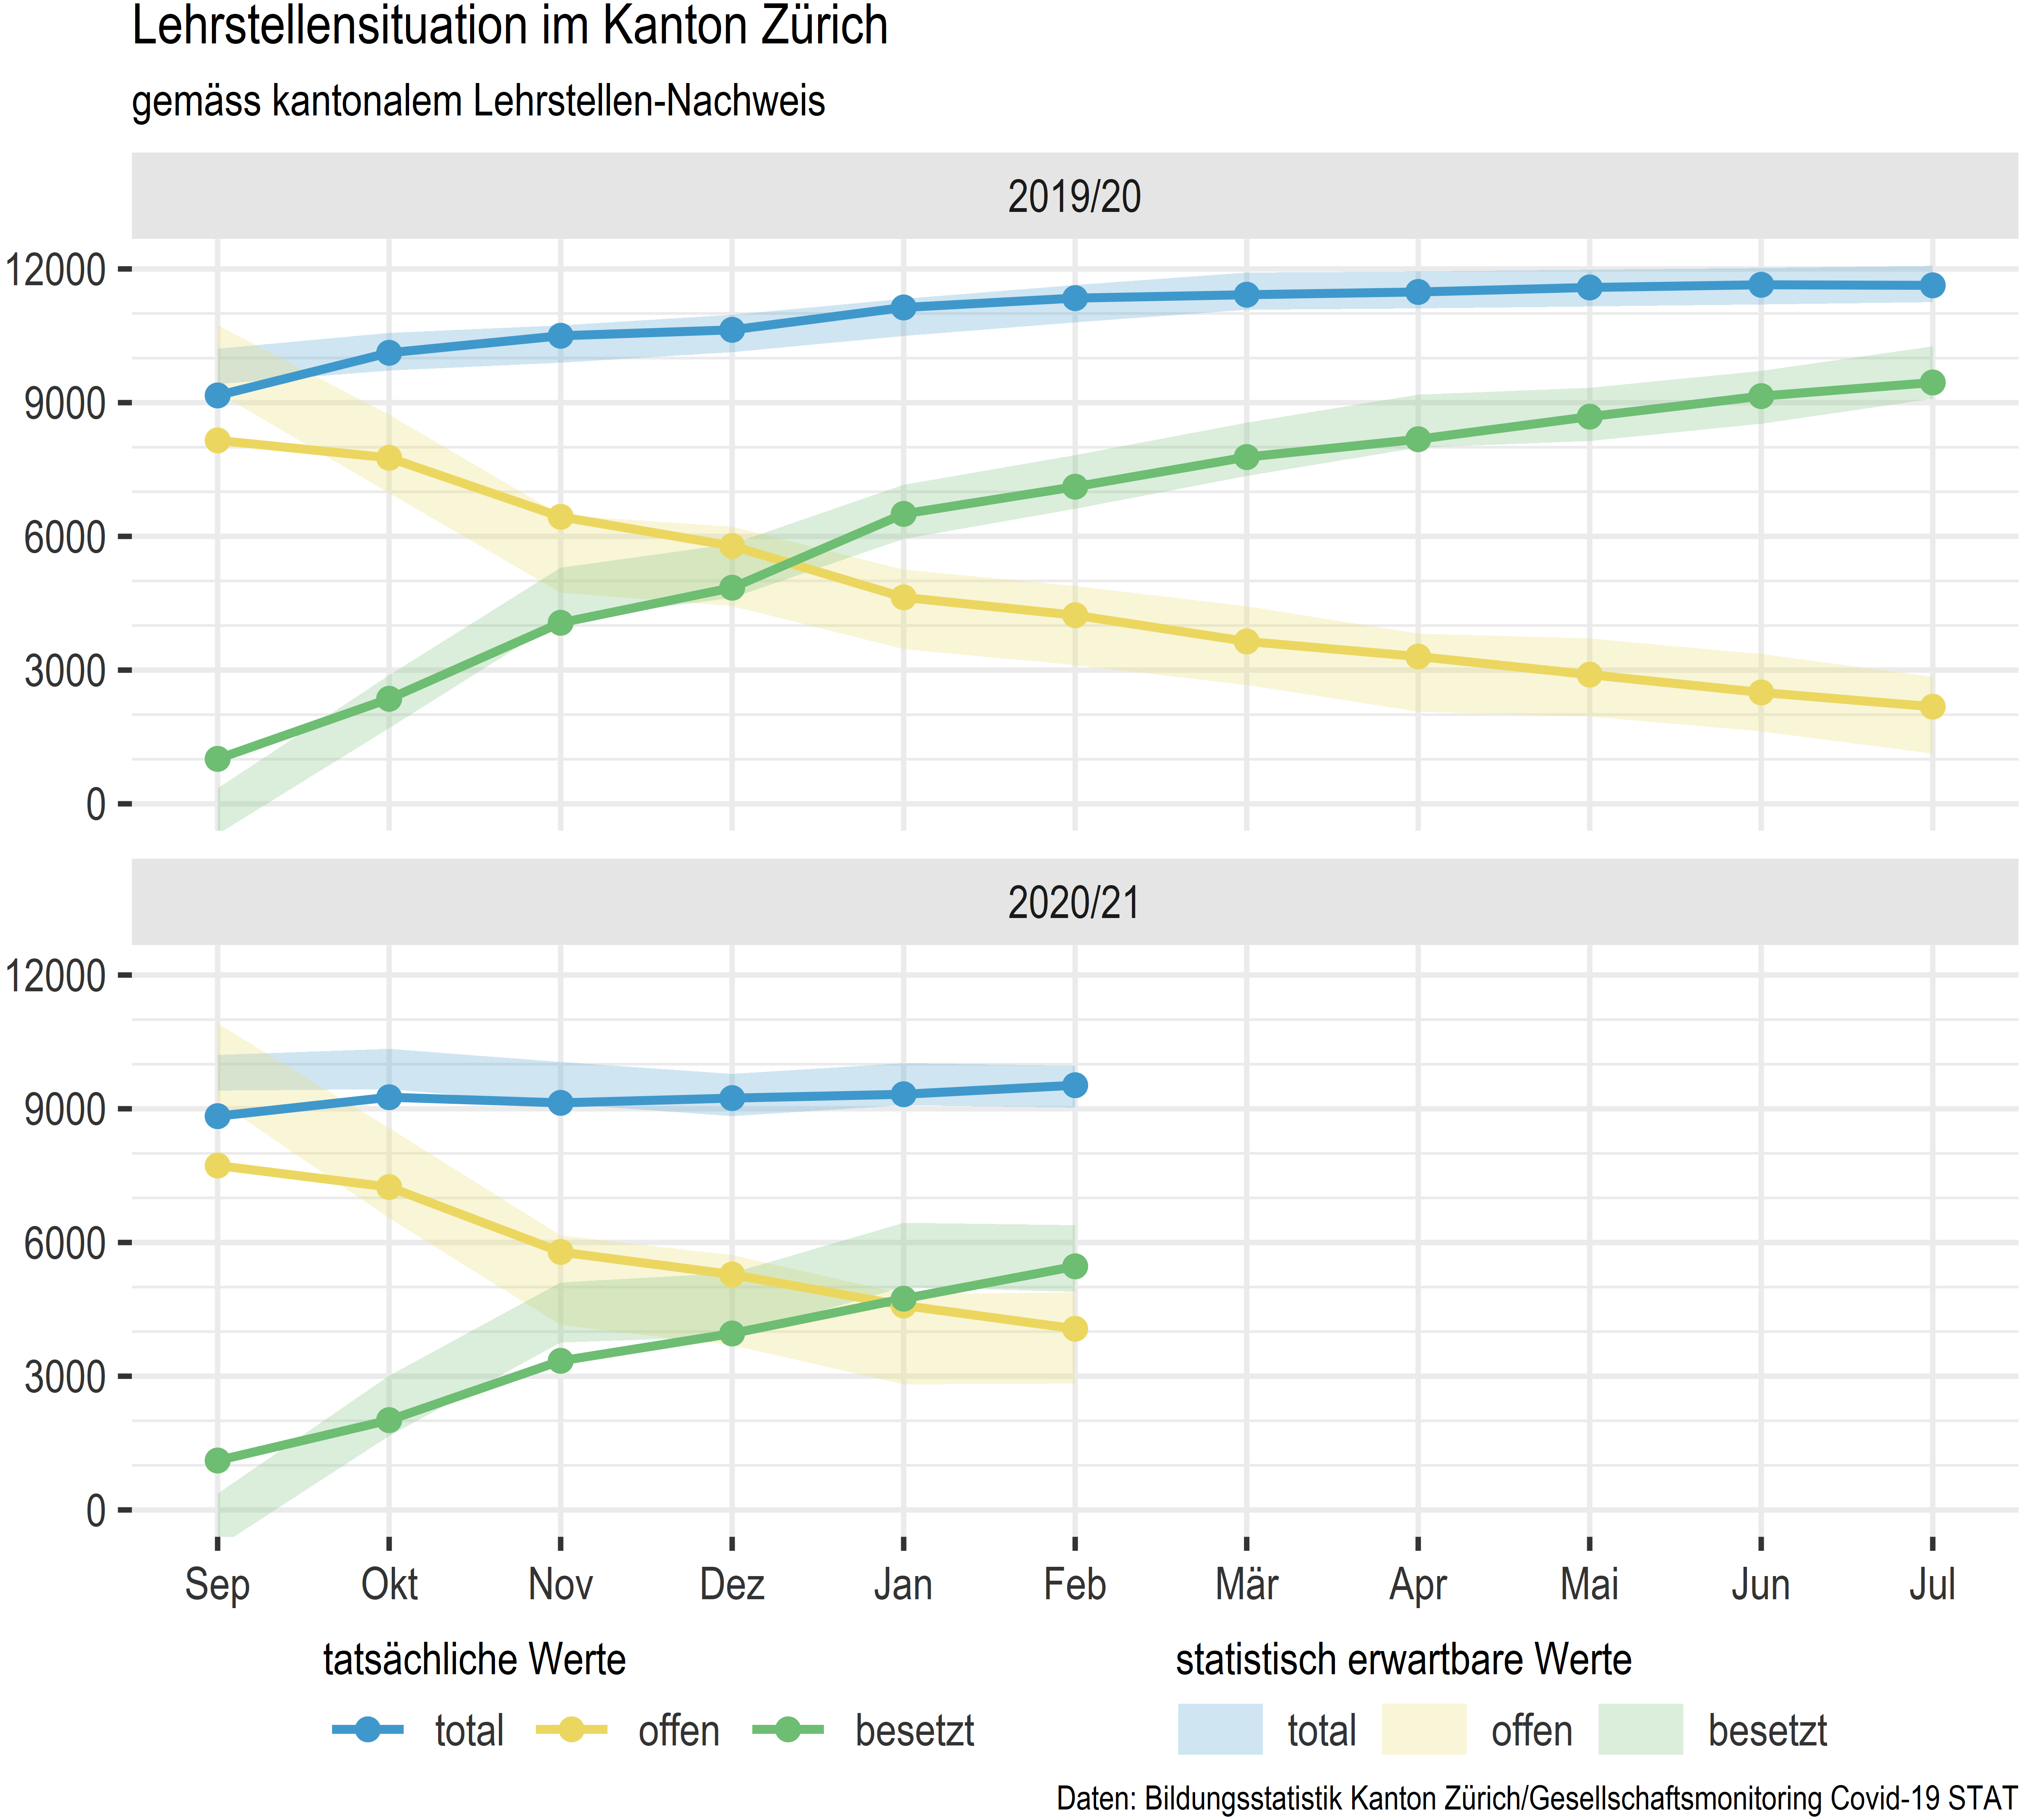 Lehrstellensituation im Kanton Zürich
gemäss kantonalem Lehrstellen-Nachweis
2019/20
12000
9000
6000
3000
0
2020/21
12000
9000
6000
3000
0
Sep Okt Nov Dez Jan Feb Mär Apr Mai Jun Jul
tatsächliche Werte statistisch erwartbare Werte
total offen besetzt total offen besetzt
Daten: Bildungsstatistik Kanton Zürich/Gesellschaftsmonitoring Covid-19 STAT